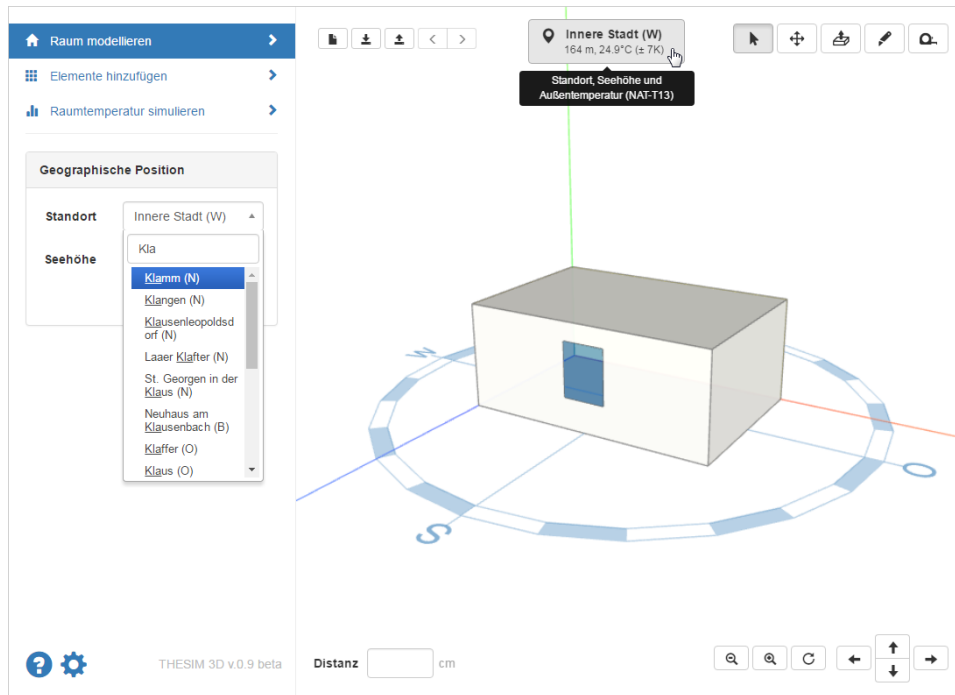 Raum modellieren
Elemente hinzufügen
Raumtemperatur simulieren
Geographische Position
Standort
Innere Stadt (W)
Kla
Seehöhe
Klamm (N)
Klangen (N)
Klausenleopoldsd
orf (N)
Laaer Klafter (N)
St. Georgen in der
Klaus (N)
Neuhaus am
Klausenbach (B)
Klaffer (O)
Klaus (O)
THESIM 3D v.0.9 beta
Innere Stadt (W)
164 m, 24.9°C (± 7K)
Standort, Seehöhe und
Außentemperatur (NAT-T13)
W
O
S
Distanz
cm